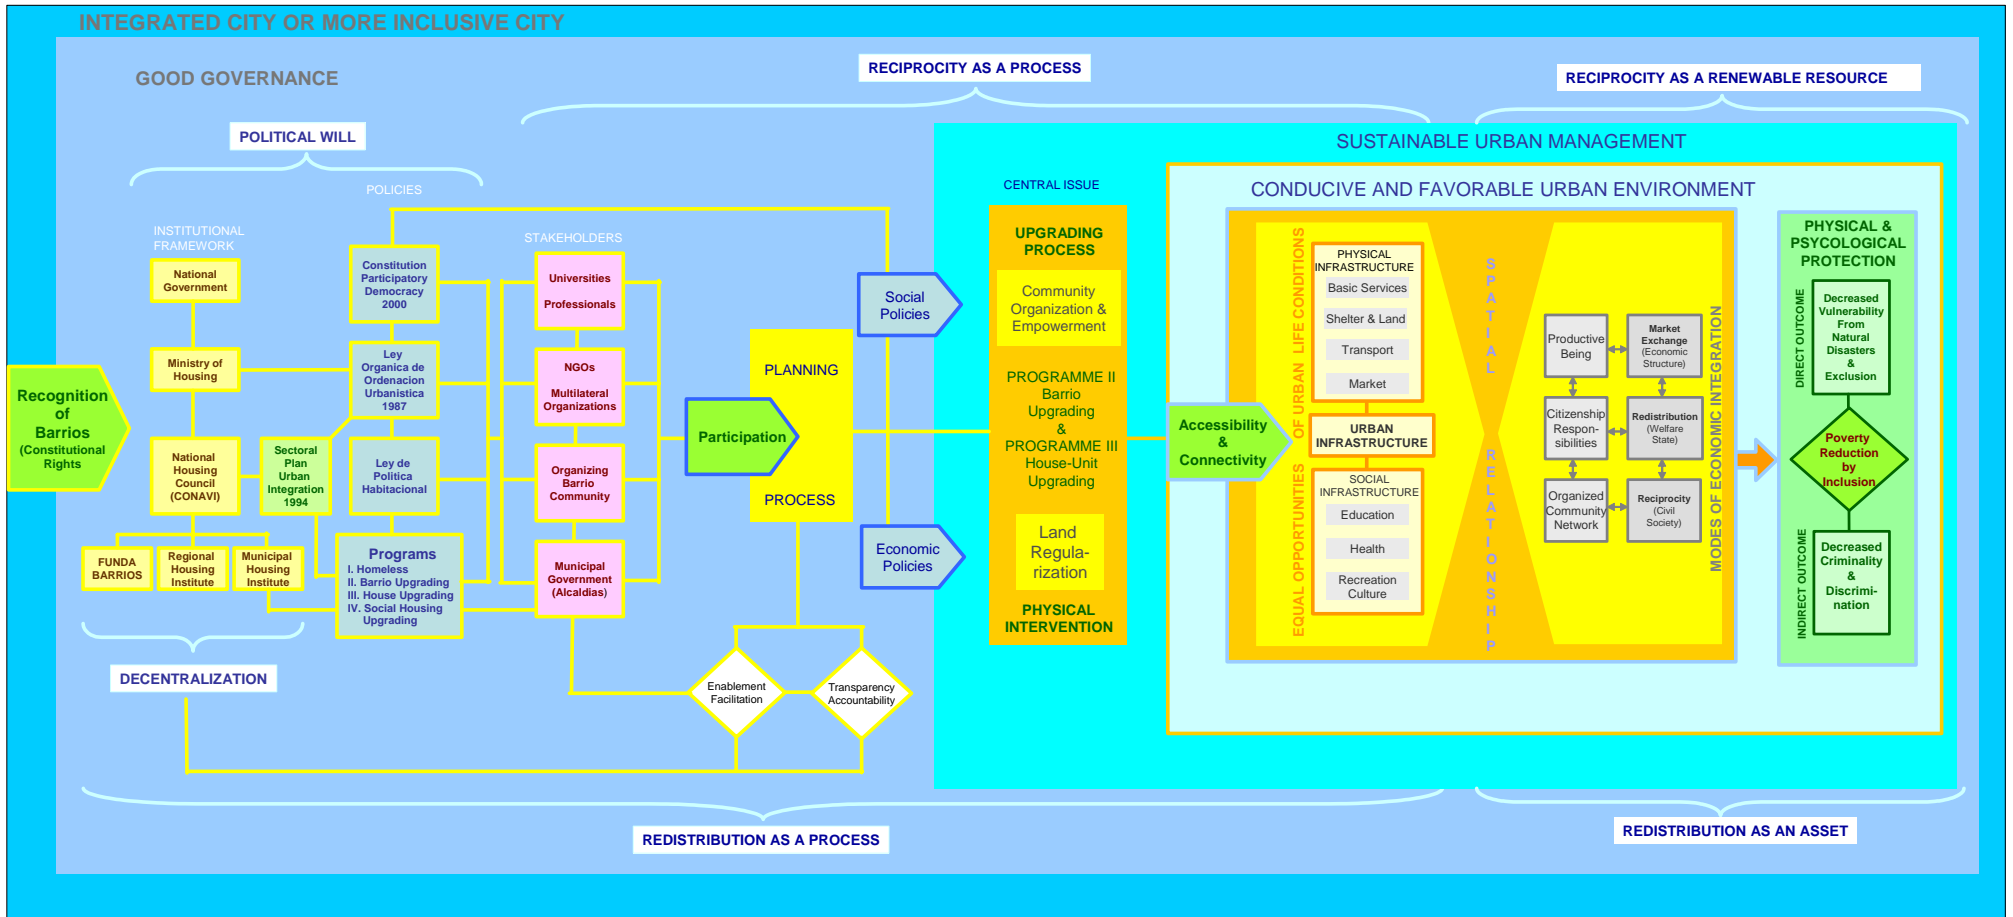 INTEGRATED CITY OR MORE INCLUSIVE CITY
GOOD GOVERNANCE
RECIPROCITY AS A PROCESS
RECIPROCITY AS A RENEWABLE RESOURCE
POLITICAL WILL
POLICIES
INSTITUTIONAL
FRAMEWORK
STAKEHOLDERS
Recognition
of
Barrios
(Constitutional
Rights
National
Government
Ministry of
Housing
National
Housing
Council
(CONAVI)
FUNDA
BARRIOS
Regional
Housing
Institute
Municipal
Housing
Institute
Sectoral
Plan
Urban
Integration
1994
Constitution
Participatory
Democracy
2000
Ley
Organica de
Ordenacion
Urbanistica
1987
Ley de
Politica
Habitacional
Programs
I. Homeless
II. Barrio Upgrading
III. House Upgrading
IV. Social Housing
Upgrading
Universities
Professionals
NGOs
Multilateral
Organizations
Organizing
Barrio
Community
Municipal
Government
(Alcaldias)
Participation
PLANNING
PROCESS
Social
Policies
Economic
Policies
Enablement
Facilitation
Transparency
Accountability
DECENTRALIZATION
SUSTAINABLE URBAN MANAGEMENT
CENTRAL ISSUE
UPGRADING
PROCESS
Community
Organization &
Empowerment
PROGRAMME II
Barrio
Upgrading
&
PROGRAMME III
House-Unit
Upgrading
Land
Regula-
rization
PHYSICAL
INTERVENTION
CONDUCIVE AND FAVORABLE URBAN ENVIRONMENT
Accessibility
&
Connectivity
EQUAL OPPORTUNITIES OF URBAN LIFE CONDITIONS
PHYSICAL
INFRASTRUCTURE
Basic Services
Shelter & Land
Transport
Market
URBAN
INFRASTRUCTURE
SOCIAL
INFRASTRUCTURE
Education
Health
Recreation
Culture
SPATIAL RELATIONSHIP
Productive
Being
Market
Exchange
(Economic
Structure)
Citizenship
Respon-
sibilities
Redistribution
(Welfare
State)
Organized
Community
Network
Reciprocity
(Civil
Society)
MODES OF ECONOMIC INTEGRATION
PHYSICAL &
PSYCOLOGICAL
PROTECTION
DIRECT OUTCOME
Decreased
Vulnerability
From
Natural
Disasters
&
Exclusion
Poverty
Reduction
by
Inclusion
INDIRECT OUTCOME
Decreased
Criminality
&
Discrimi-
nation
REDISTRIBUTION AS A PROCESS
REDISTRIBUTION AS AN ASSET